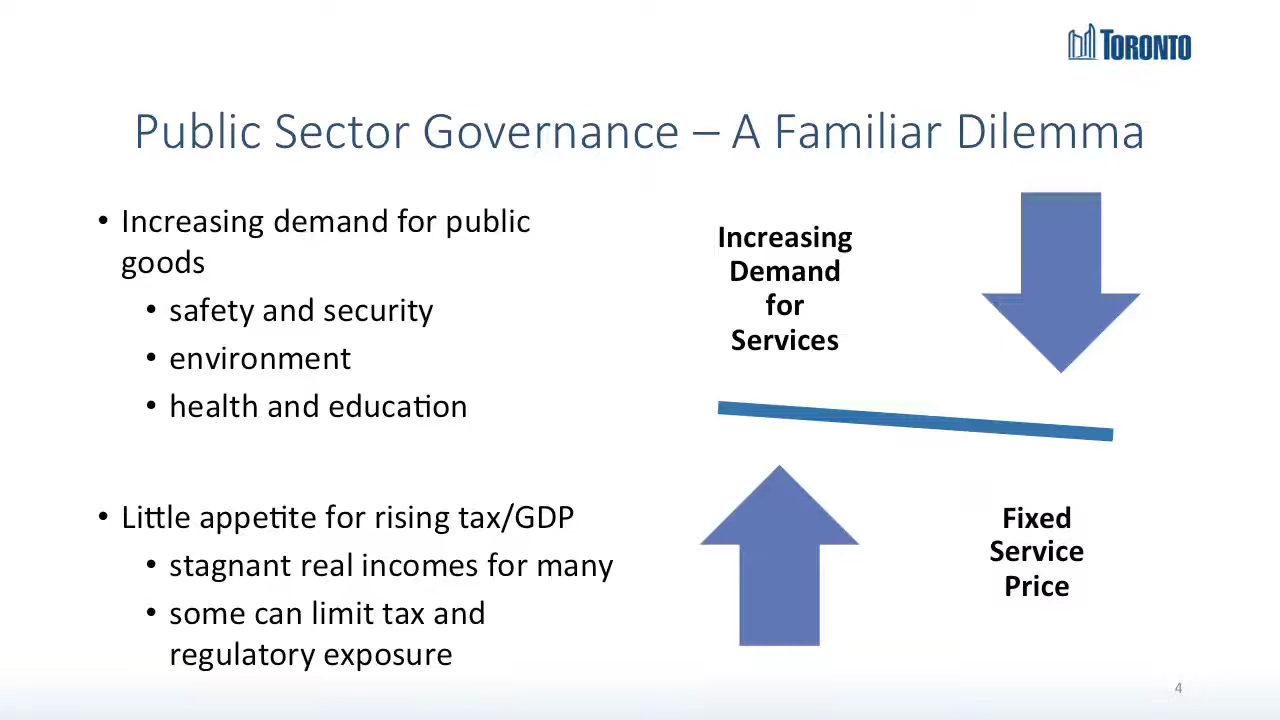 TORONTO
Public Sector Governance – A Familiar Dilemma
• Increasing demand for public
goods
• safety and security
• environment
• health and education
• Little appetite for rising tax/GDP
• stagnant real incomes for many
• some can limit tax and
regulatory exposure
Increasing
Demand
for
Services
Fixed
Service
Price
4